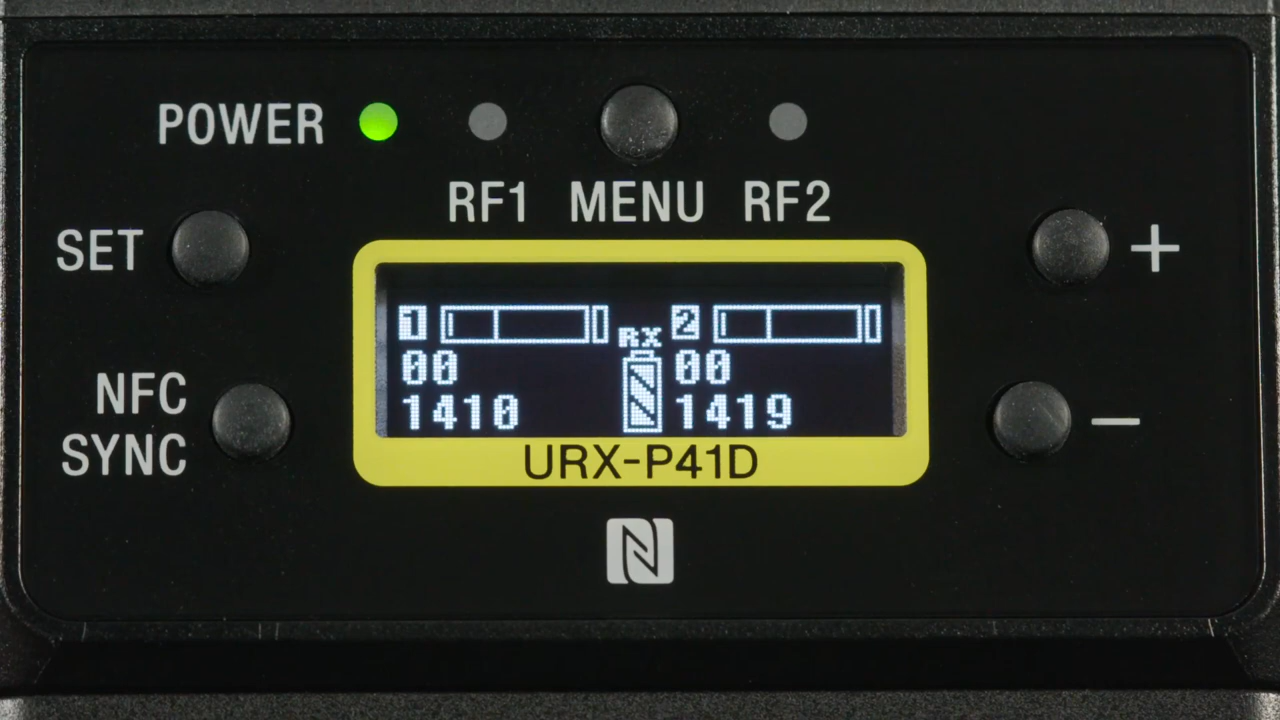 POWER
RF1 MENU RF2
SET
+
1 RX 2
00 00
1410 1419
NFC
SYNC
−
URX-P41D